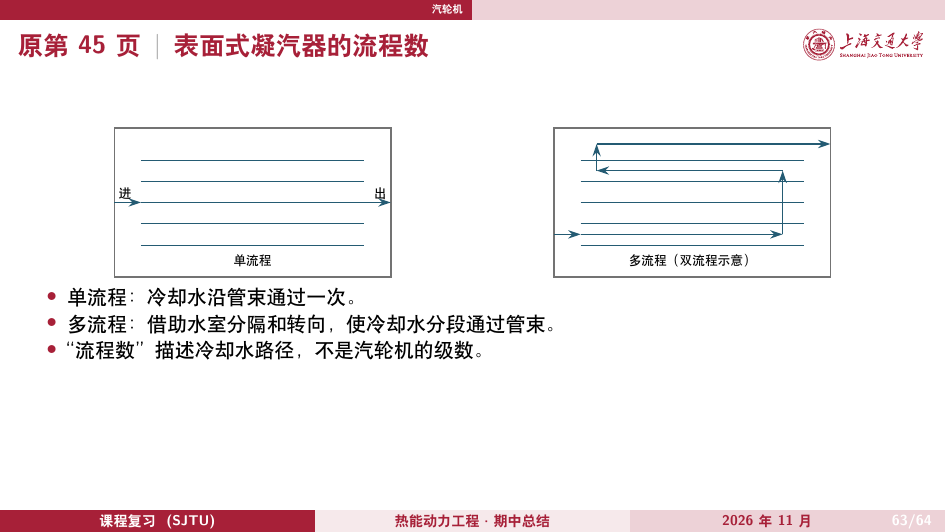 汽轮机
原第 45 页 | 表面式凝汽器的流程数
上海交通大学
SHANGHAI JIAO TONG UNIVERSITY
进
出
单流程
多流程（双流程示意）
• 单流程：冷却水沿管束通过一次。
• 多流程：借助水室分隔和转向，使冷却水分段通过管束。
• “流程数”描述冷却水路径，不是汽轮机的级数。
课程复习 (SJTU)
热能动力工程 · 期中总结
2026 年 11 月
63/64